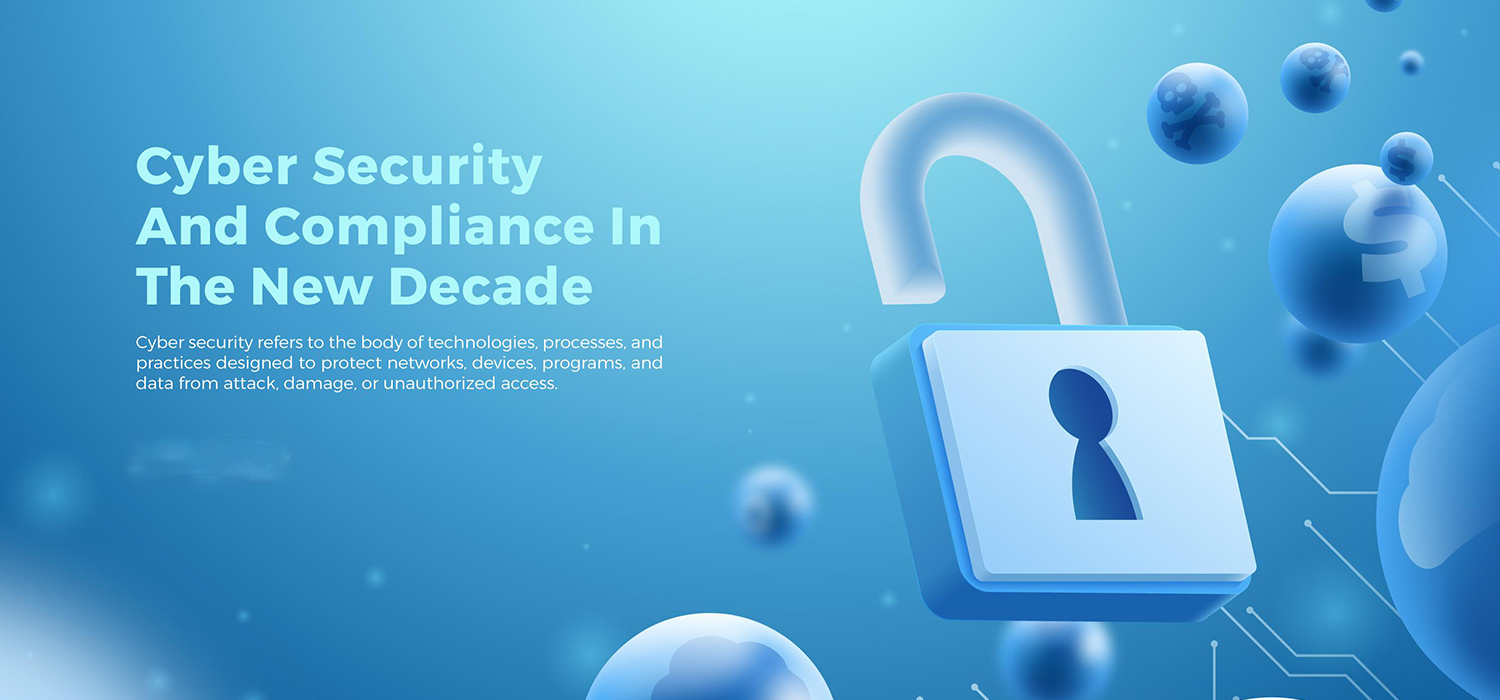 Cyber Security
And Compliance In
The New Decade
Cyber security refers to the body of technologies, processes, and
practices designed to protect networks, devices, programs, and
data from attack, damage, or unauthorized access.
$
$